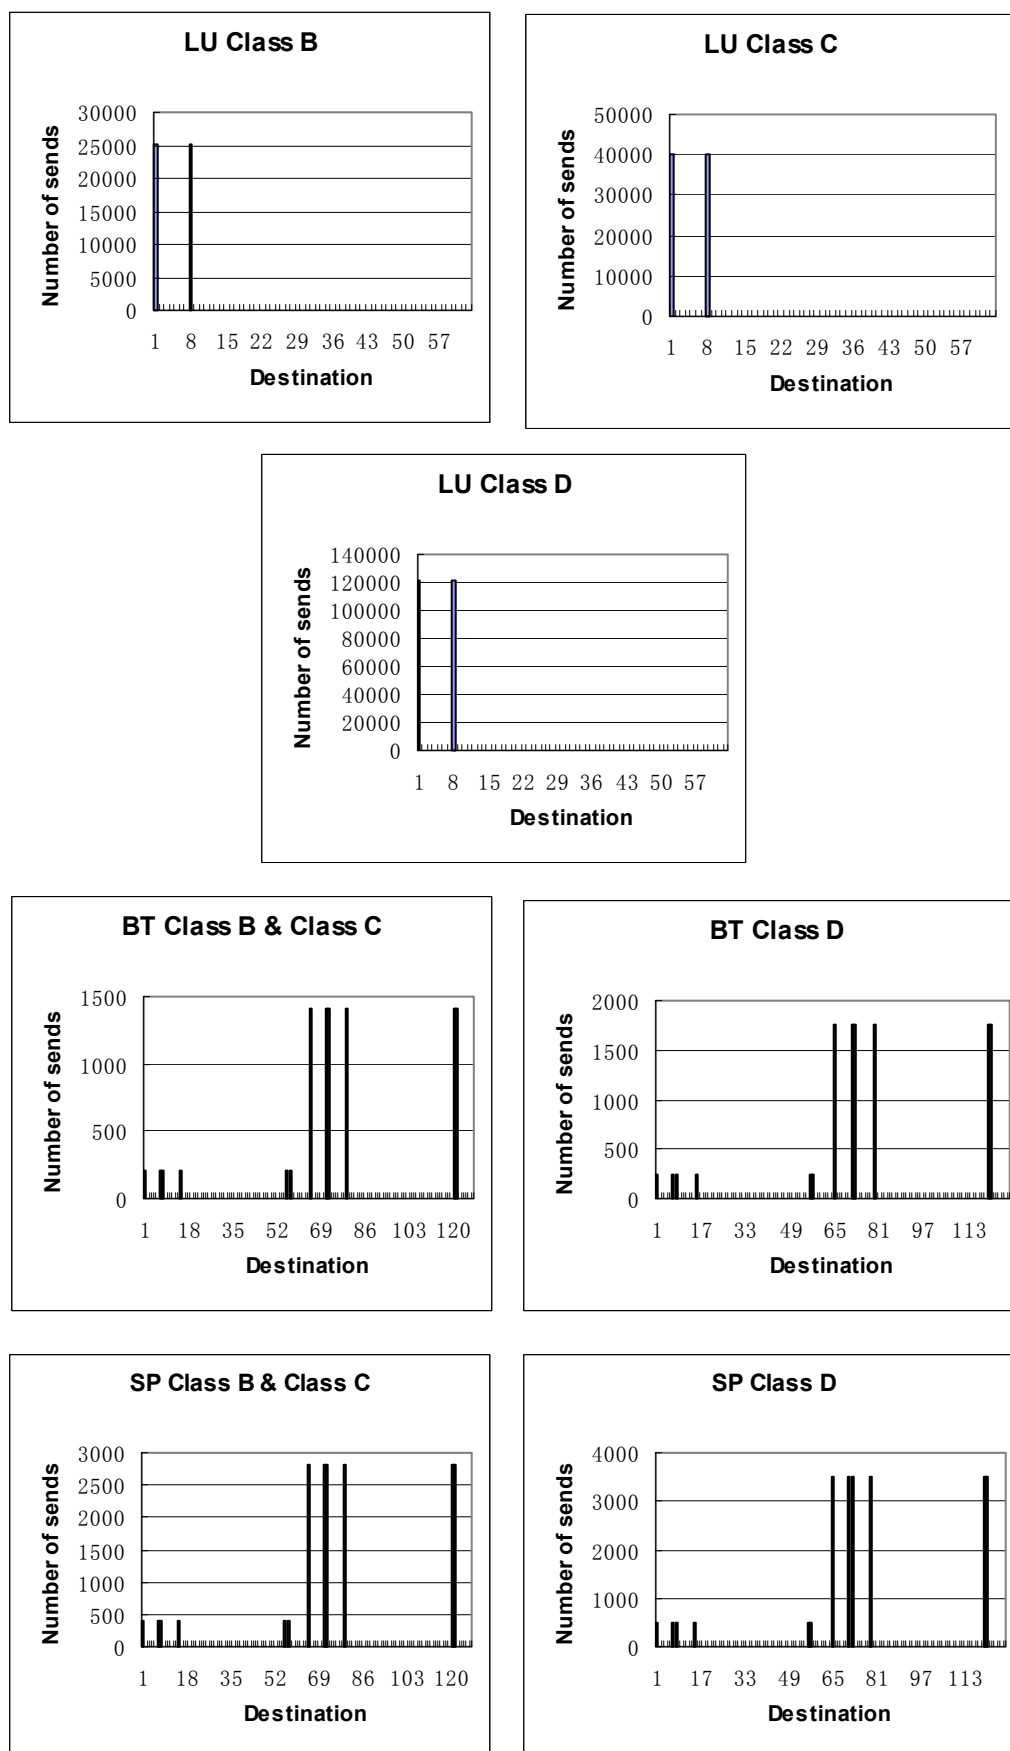 LU Class B
Number of sends
30000
25000
20000
15000
10000
5000
0
1 8 15 22 29 36 43 50 57
Destination
LU Class C
Number of sends
50000
40000
30000
20000
10000
0
1 8 15 22 29 36 43 50 57
Destination
LU Class D
Number of sends
140000
120000
100000
80000
60000
40000
20000
0
1 8 15 22 29 36 43 50 57
Destination
BT Class B & Class C
Number of sends
1500
1000
500
0
1 18 35 52 69 86 103 120
Destination
BT Class D
Number of sends
2000
1500
1000
500
0
1 17 33 49 65 81 97 113
Destination
SP Class B & Class C
Number of sends
3000
2500
2000
1500
1000
500
0
1 18 35 52 69 86 103 120
Destination
SP Class D
Number of sends
4000
3000
2000
1000
0
1 17 33 49 65 81 97 113
Destination